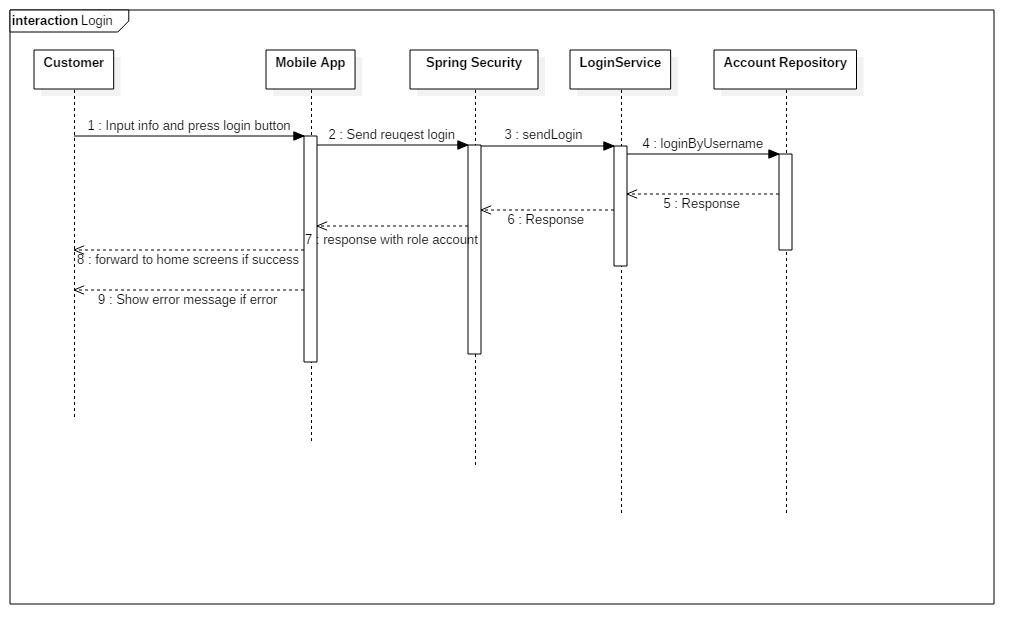 interaction Login
Customer
Mobile App
Spring Security
LoginService
Account Repository
1 : Input info and press login button
2 : Send reuqest login
3 : sendLogin
4 : loginByUsername
5 : Response
6 : Response
7 : response with role account
8 : forward to home screens if success
9 : Show error message if error